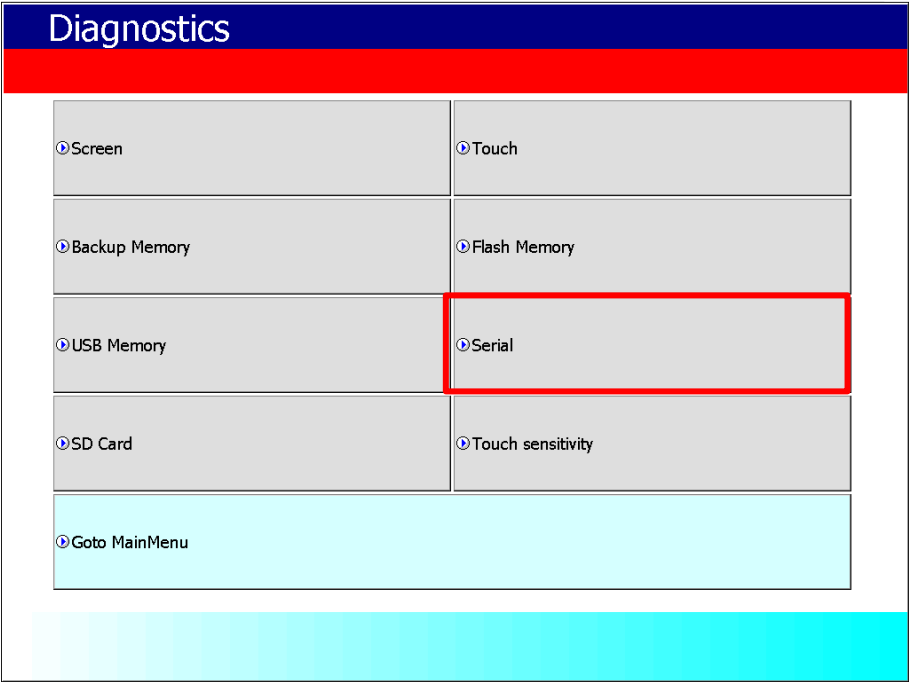 Diagnostics
Screen
Touch
Backup Memory
Flash Memory
USB Memory
Serial
SD Card
Touch sensitivity
Goto MainMenu